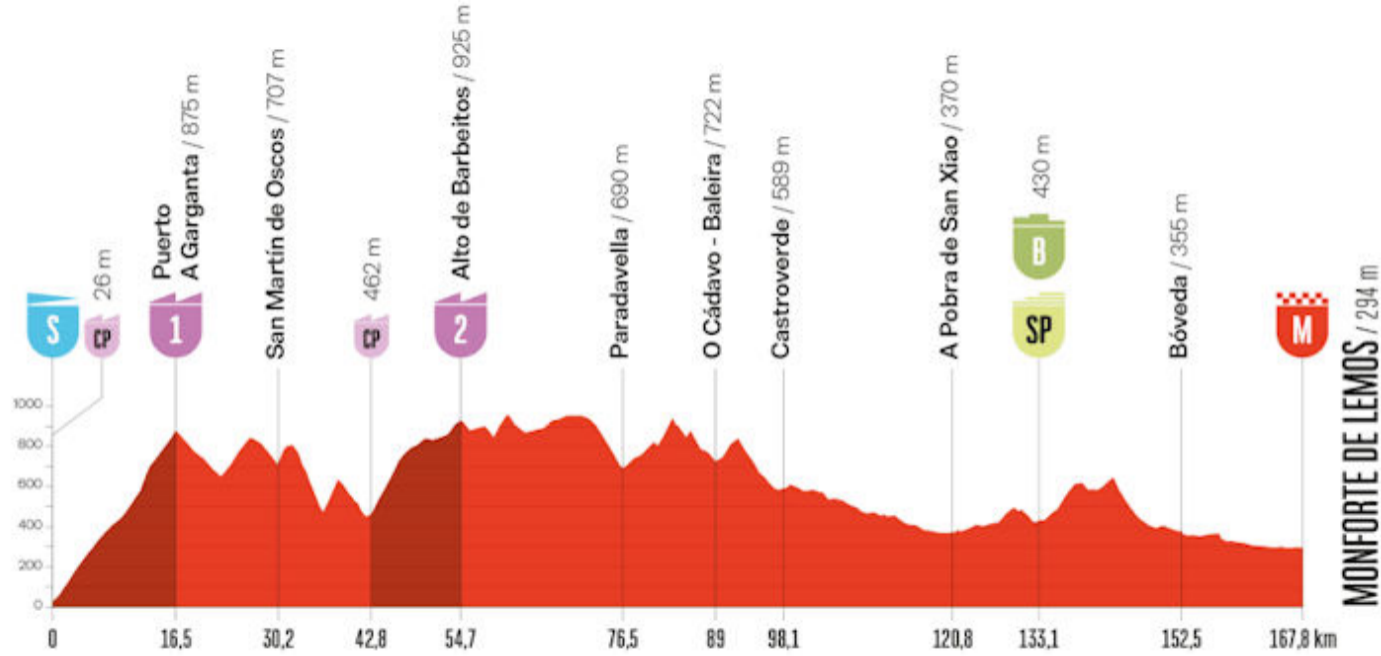 S
CP
26 m
Puerto
A Garganta / 875 m
1
San Martín de Oscos / 707 m
462 m
CP
Alto de Barbeitos / 925 m
2
Paradavella / 690 m
O Cádavo - Baleira / 722 m
Castroverde / 589 m
A Pobra de San Xiao / 370 m
430 m
B
SP
Bóveda / 355 m
M
MONFORTE DE LEMOS / 294 m
1000
800
600
400
200
0
0
16,5
30,2
42,8
54,7
76,5
89
98,1
120,8
133,1
152,5
167,8 km